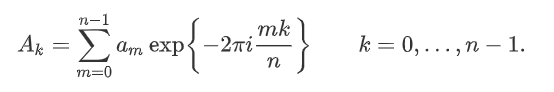 A_k = \sum_{m=0}^{n-1} a_m \exp\left\{-2\pi i \frac{mk}{n}\right\} \qquad k = 0, \ldots, n-1.